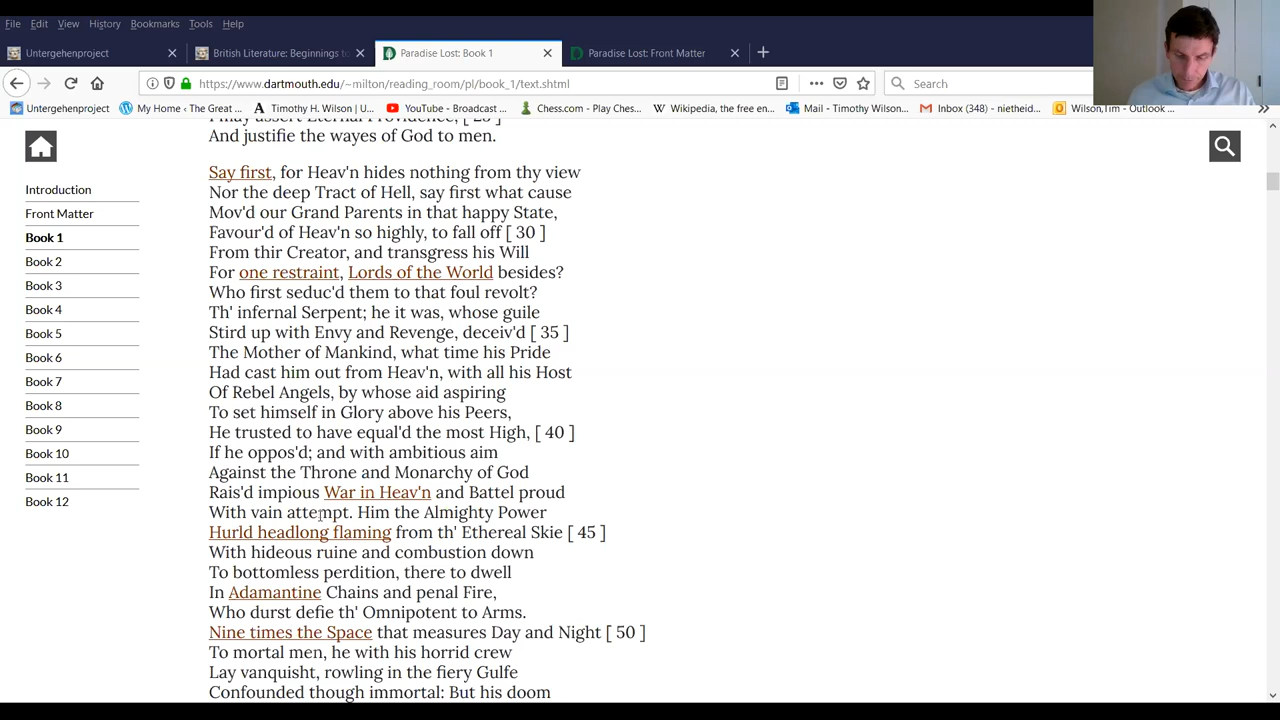 File Edit View History Bookmarks Tools Help
Untergehenproject
British Literature: Beginnings to
Paradise Lost: Book 1
Paradise Lost: Front Matter
https://www.dartmouth.edu/~milton/reading_room/pl/book_1/text.shtml
Search
Untergehenproject My Home ‹ The Great ... Timothy H. Wilson | U... YouTube - Broadcast ... Chess.com - Play Ches... Wikipedia, the free en... Mail - Timothy Wilson... Inbox (348) - nietheid... Wilson,Tim - Outlook ...
I may assert Eternal Providence, [ 25 ]
And justifie the wayes of God to men.
Say first, for Heav'n hides nothing from thy view
Nor the deep Tract of Hell, say first what cause
Mov'd our Grand Parents in that happy State,
Favour'd of Heav'n so highly, to fall off [ 30 ]
From thir Creator, and transgress his Will
For one restraint, Lords of the World besides?
Who first seduc'd them to that foul revolt?
Th' infernal Serpent; he it was, whose guile
Stird up with Envy and Revenge, deceiv'd [ 35 ]
The Mother of Mankind, what time his Pride
Had cast him out from Heav'n, with all his Host
Of Rebel Angels, by whose aid aspiring
To set himself in Glory above his Peers,
He trusted to have equal'd the most High, [ 40 ]
If he oppos'd; and with ambitious aim
Against the Throne and Monarchy of God
Rais'd impious War in Heav'n and Battel proud
With vain attempt. Him the Almighty Power
Hurld headlong flaming from th' Ethereal Skie [ 45 ]
With hideous ruine and combustion down
To bottomless perdition, there to dwell
In Adamantine Chains and penal Fire,
Who durst defie th' Omnipotent to Arms.
Nine times the Space that measures Day and Night [ 50 ]
To mortal men, he with his horrid crew
Lay vanquisht, rowling in the fiery Gulfe
Confounded though immortal: But his doom
Introduction
Front Matter
Book 1
Book 2
Book 3
Book 4
Book 5
Book 6
Book 7
Book 8
Book 9
Book 10
Book 11
Book 12